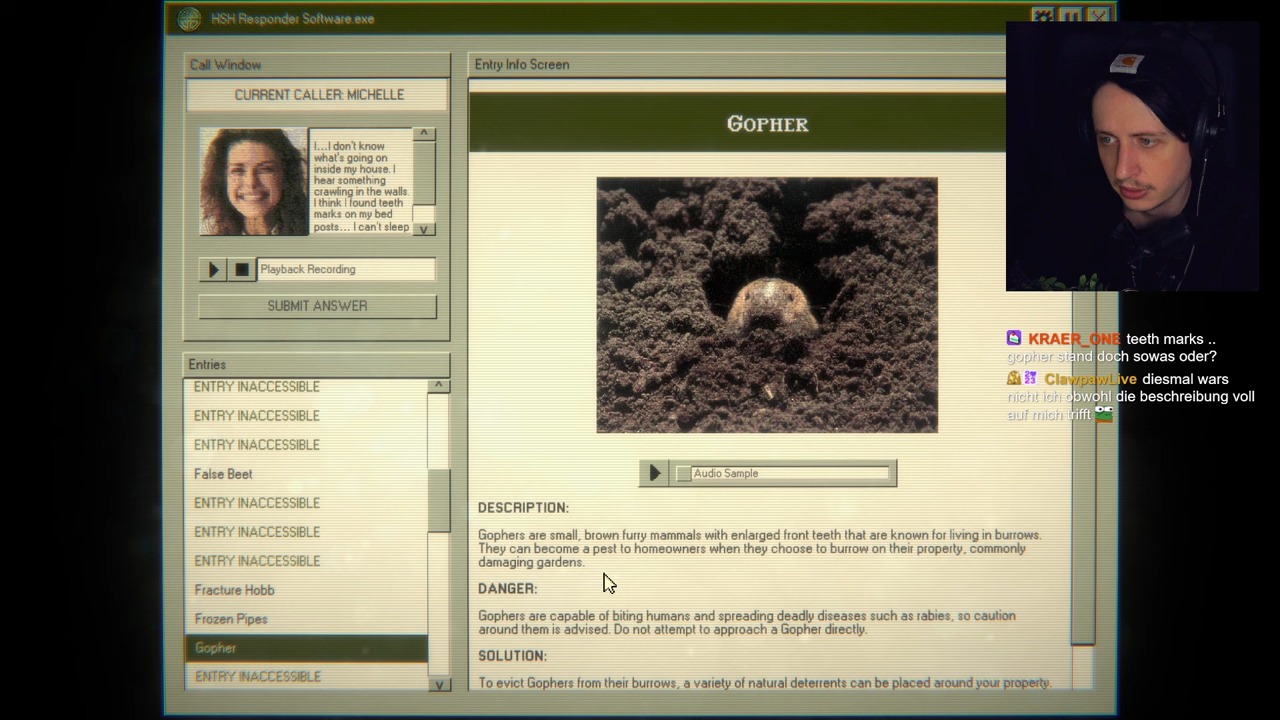 HSH Responder Software.exe
Call Window
CURRENT CALLER: MICHELLE
I...I don't know
what's going on
inside my house. I
hear something
crawling in the walls.
I think I found teeth
marks on my bed
posts... I can't sleep
Playback Recording
SUBMIT ANSWER
Entries
ENTRY INACCESSIBLE
ENTRY INACCESSIBLE
ENTRY INACCESSIBLE
False Beet
ENTRY INACCESSIBLE
ENTRY INACCESSIBLE
ENTRY INACCESSIBLE
Fracture Hobb
Frozen Pipes
Gopher
ENTRY INACCESSIBLE
Entry Info Screen
GOPHER
Audio Sample
DESCRIPTION:
Gophers are small, brown furry mammals with enlarged front teeth that are known for living in burrows.
They can become a pest to homeowners when they choose to burrow on their property, commonly
damaging gardens.
DANGER:
Gophers are capable of biting humans and spreading deadly diseases such as rabies, so caution
around them is advised. Do not attempt to approach a Gopher directly.
SOLUTION:
To evict Gophers from their burrows, a variety of natural deterrents can be placed around your property.
KRAER_ONE teeth marks ..
gopher stand doch sowas oder?
ClawpawLive diesmal wars
nicht ich obwohl die beschreibung voll
auf mich trifft